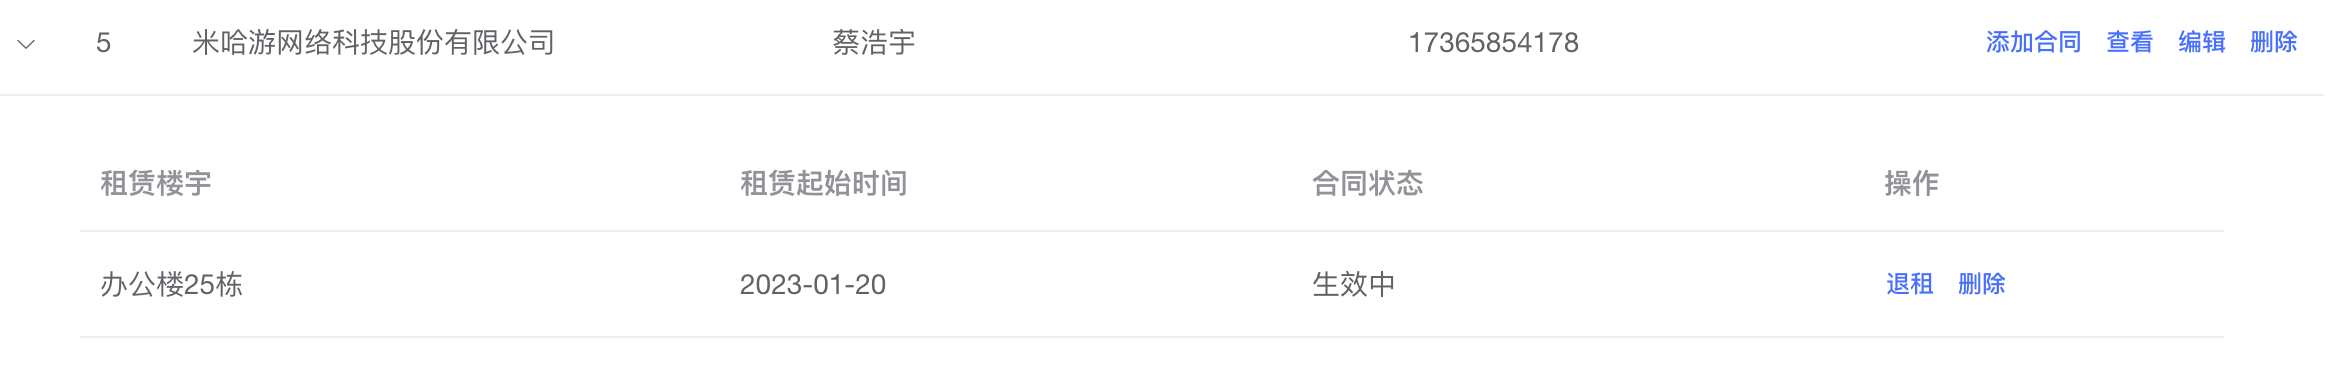 5 米哈游网络科技股份有限公司 蔡浩宇 17365854178 添加合同 查看 编辑 删除
租赁楼宇 租赁起始时间 合同状态 操作
办公楼25栋 2023-01-20 生效中 退租 删除